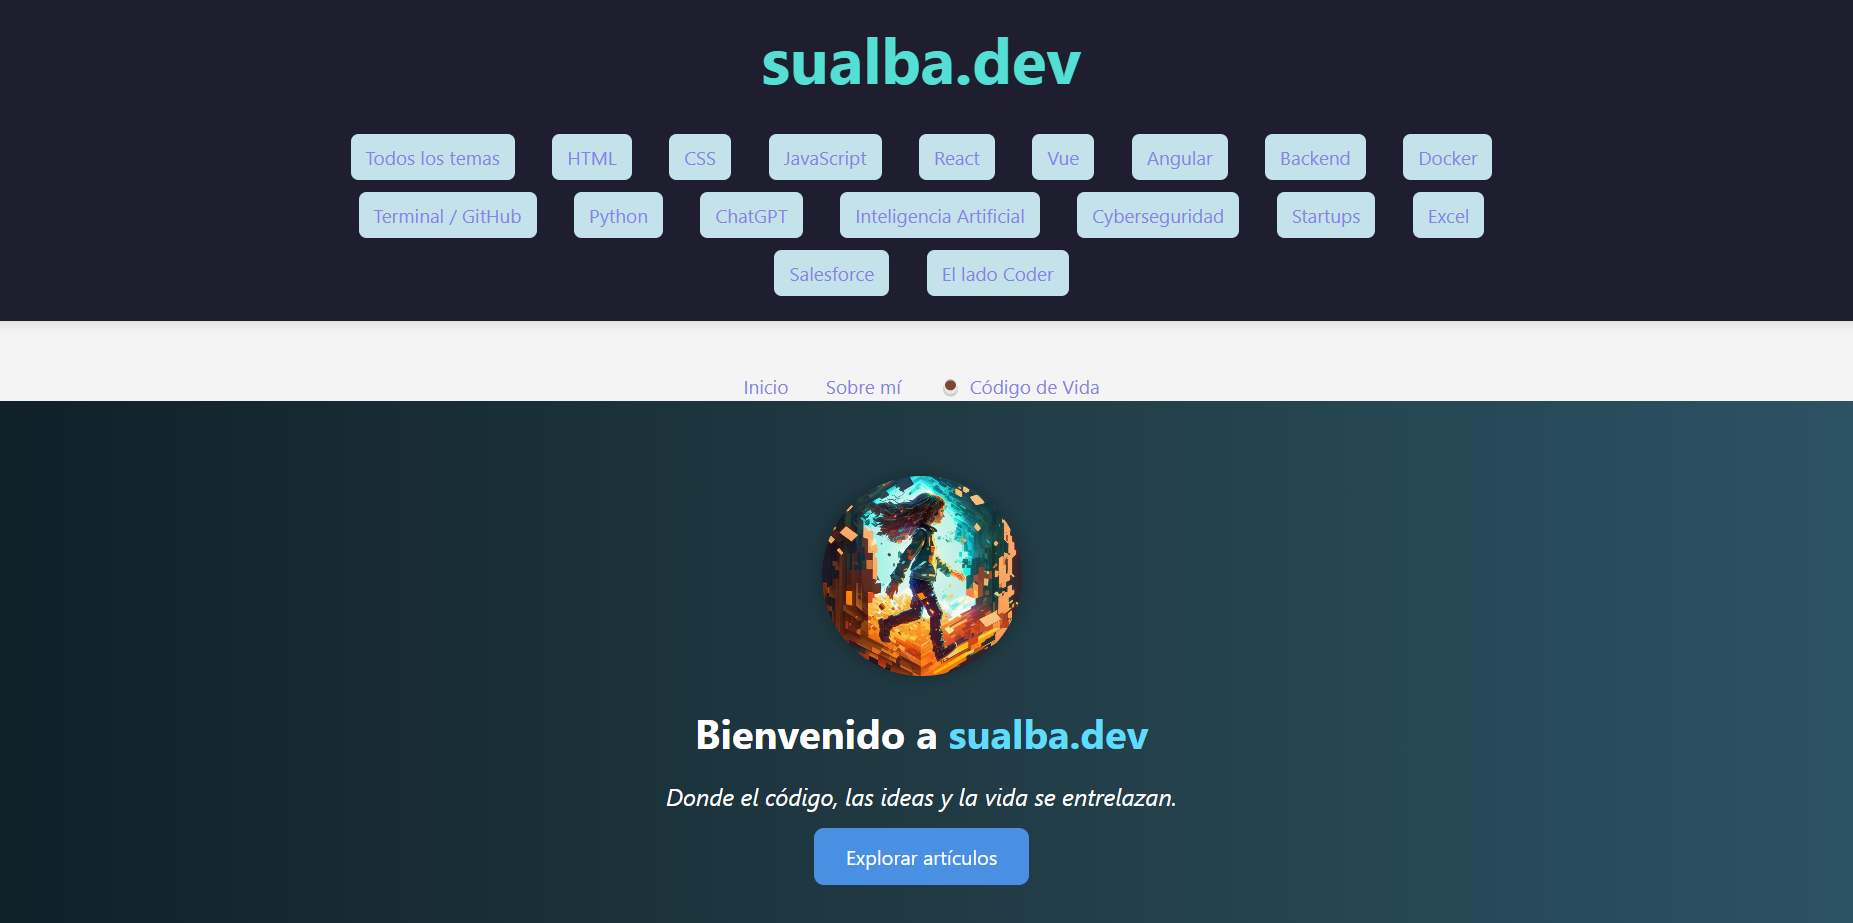 sualba.dev
Todos los temas HTML CSS JavaScript React Vue Angular Backend Docker
Terminal / GitHub Python ChatGPT Inteligencia Artificial Cyberseguridad Startups Excel
Salesforce El lado Coder
Inicio Sobre mí Código de Vida
Bienvenido a sualba.dev
Donde el código, las ideas y la vida se entrelazan.
Explorar artículos